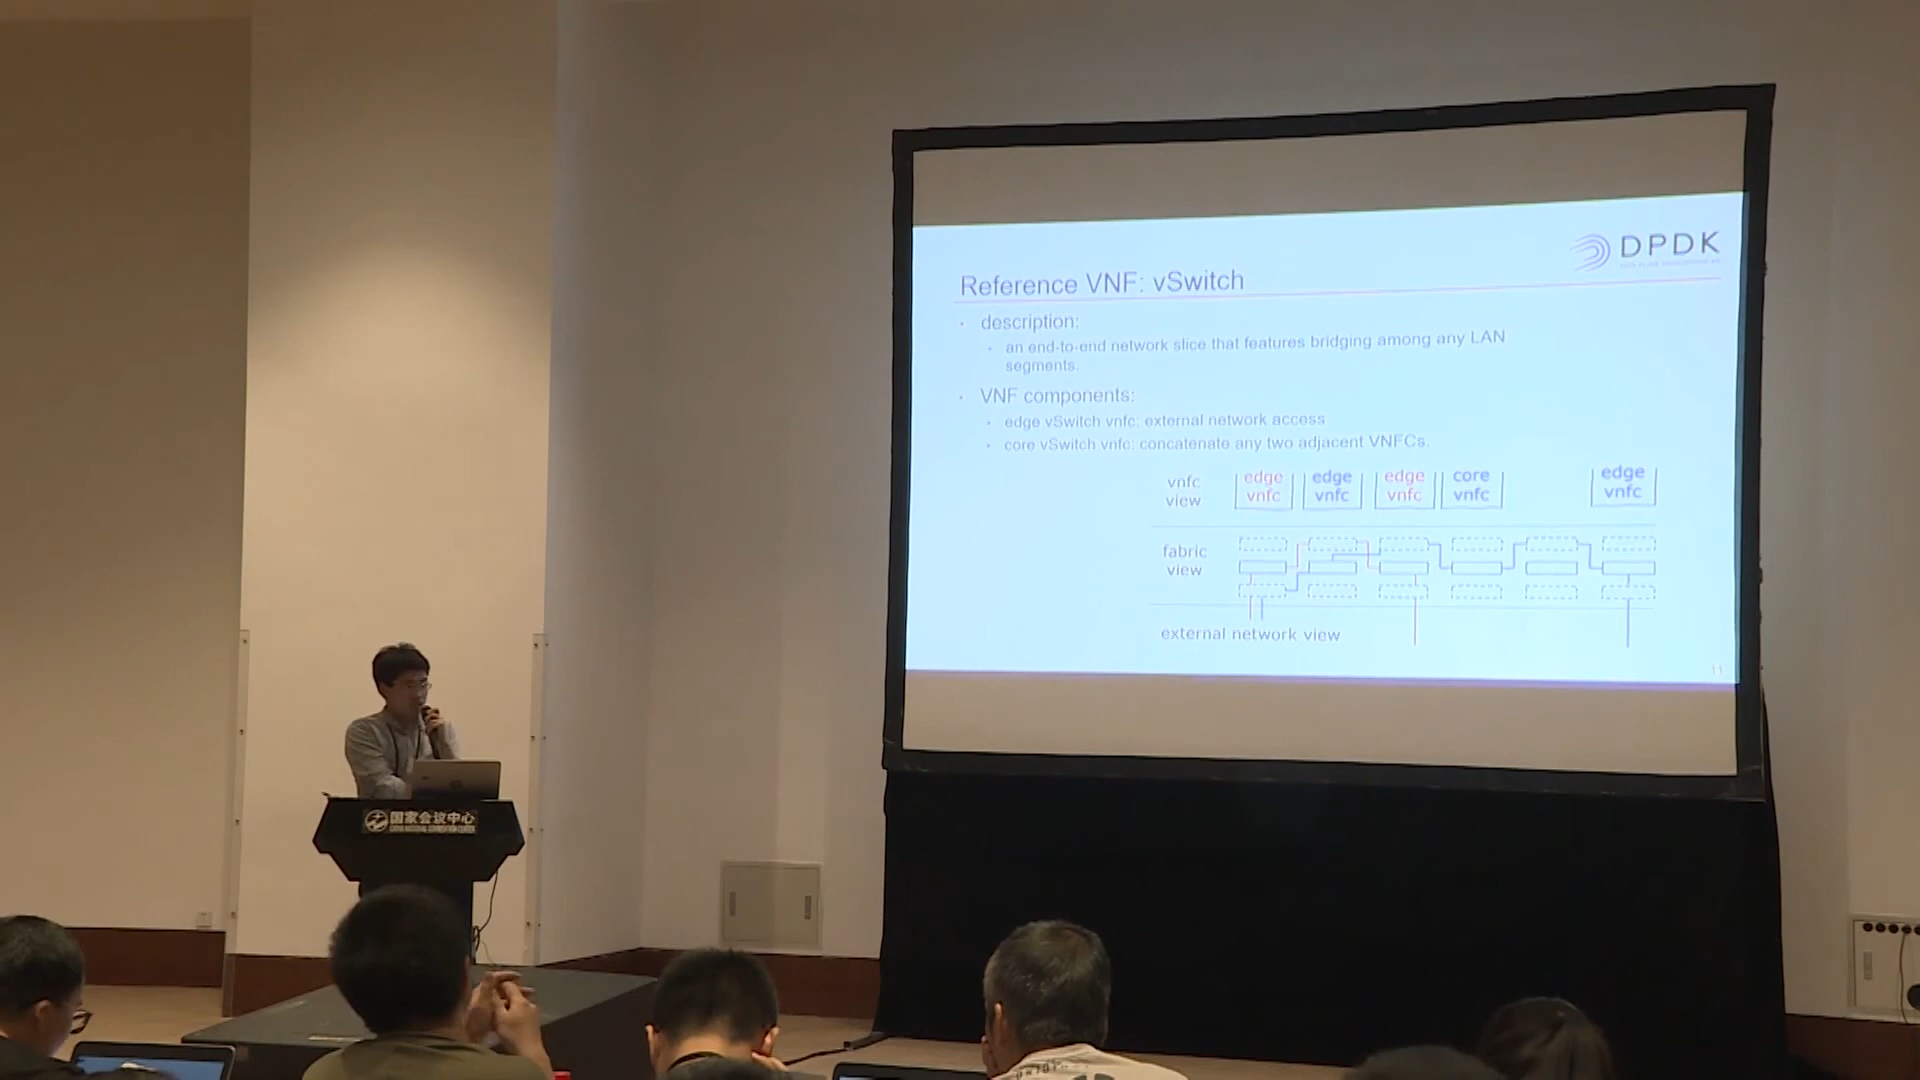 DPDK
Reference VNF: vSwitch
description:
an end-to-end network slice that features bridging among any LAN
segments.
VNF components:
edge vSwitch vnfc: external network access
core vSwitch vnfc: concatenate any two adjacent VNFCs.
vnfc
view
edge
vnfc
edge
vnfc
edge
vnfc
core
vnfc
edge
vnfc
fabric
view
external network view
11
国家会议中心